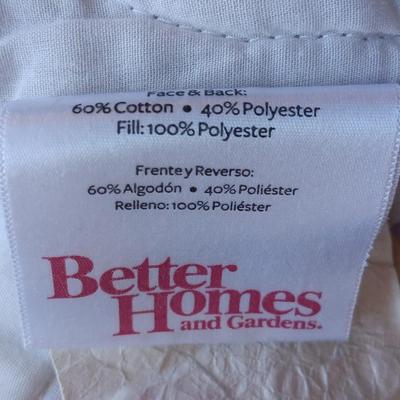 Face & Back:
60% Cotton • 40% Polyester
Fill: 100% Polyester
Frente y Reverso:
60% Algodón • 40% Poliéster
Relleno: 100% Poliéster
Better
Homes
and Gardens.